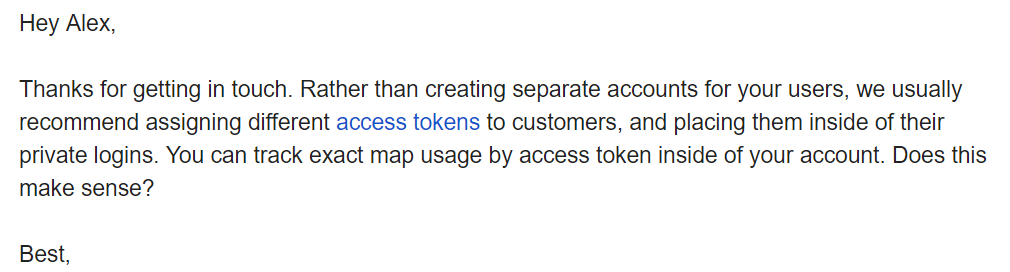 Hey Alex,
Thanks for getting in touch. Rather than creating separate accounts for your users, we usually
recommend assigning different access tokens to customers, and placing them inside of their
private logins. You can track exact map usage by access token inside of your account. Does this
make sense?
Best,